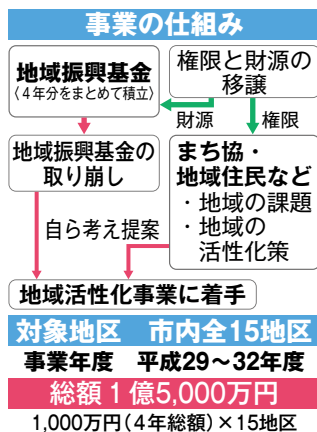 事業の仕組み
地域振興基金
〈4年分をまとめて積立〉
権限と財源の
移譲
財源
権限
地域振興基金の
取り崩し
まち協・
地域住民など
・地域の課題
・地域の
活性化策
自ら考え提案
地域活性化事業に着手
対象地区　市内全15地区
事業年度　平成29～32年度
総額1億5,000万円
1,000万円(4年総額)×15地区